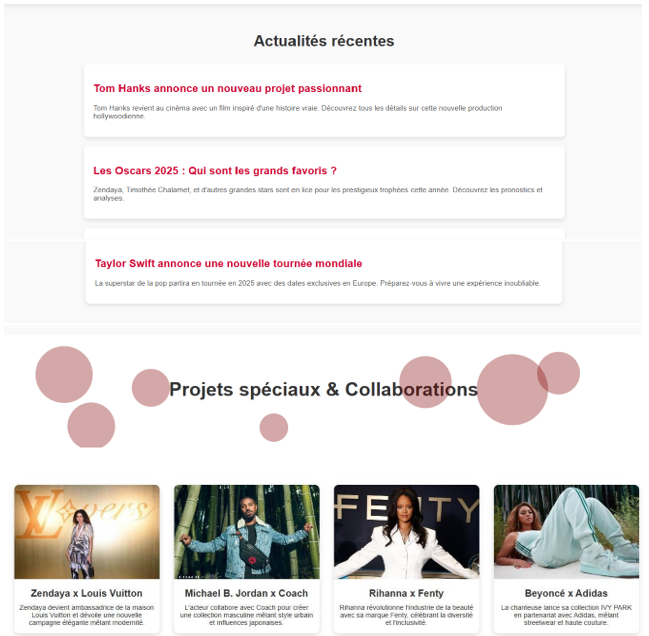 Actualités récentes
Tom Hanks annonce un nouveau projet passionnant
Tom Hanks revient au cinéma avec un film inspiré d'une histoire vraie. Découvrez tous les détails sur cette nouvelle production
hollywoodienne.
Les Oscars 2025 : Qui sont les grands favoris ?
Zendaya, Timothée Chalamet, et d'autres grandes stars sont en lice pour les prestigieux trophées cette année. Découvrez les pronostics et
analyses.
Taylor Swift annonce une nouvelle tournée mondiale
La superstar de la pop partira en tournée en 2025 avec des dates exclusives en Europe. Préparez-vous à vivre une expérience inoubliable.
Projets spéciaux & Collaborations
LV
overs
FENTY
COACH
Zendaya x Louis Vuitton
Michael B. Jordan x Coach
Rihanna x Fenty
Beyoncé x Adidas
Zendaya devient ambassadrice de la maison
Louis Vuitton et dévoile une nouvelle
campagne élégante mêlant modernité.
L'acteur collabore avec Coach pour créer
une collection masculine mêlant style urbain
et influences japonaises.
Rihanna révolutionne l'industrie de la beauté
avec sa marque Fenty, célébrant la diversité
et l'inclusivité.
La chanteuse lance sa collection IVY PARK
en partenariat avec Adidas, mêlant
streetwear et haute couture.